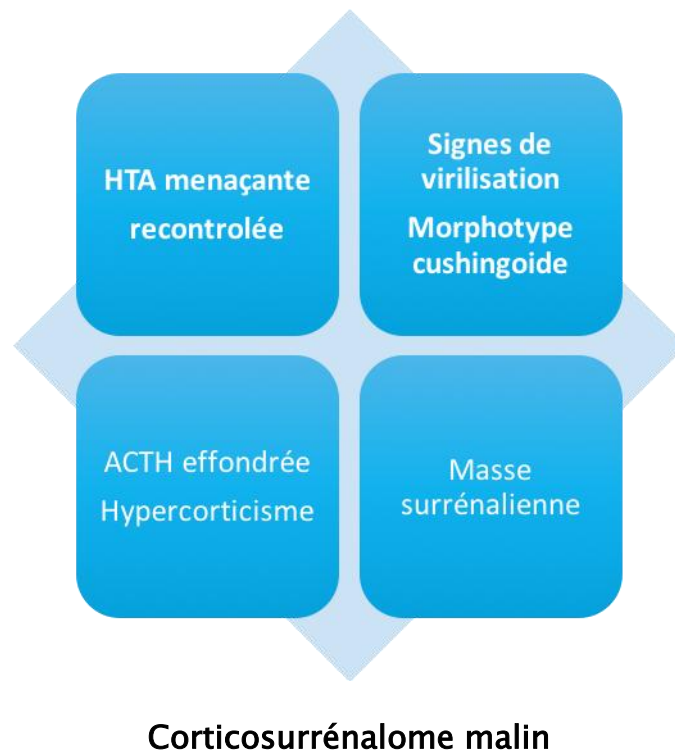 HTA menaçante
recontrolée
Signes de
virilisation
Morphotype
cushingoide
ACTH effondrée
Hypercorticisme
Masse
surrénalienne
Corticosurrénalome malin